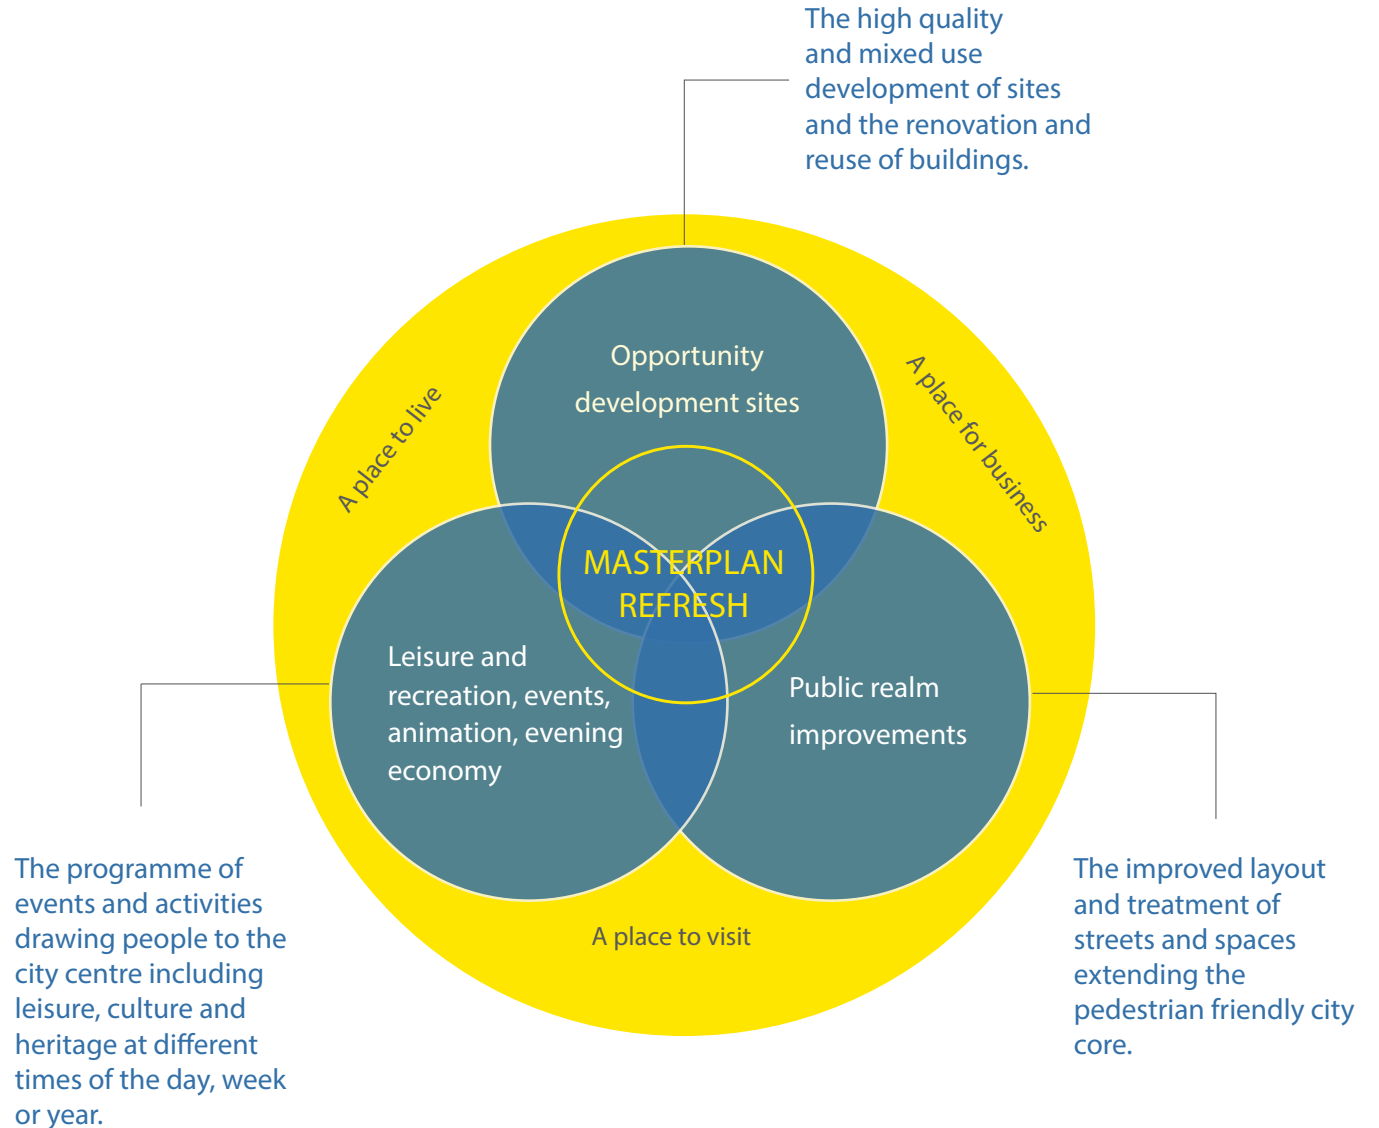 The high quality
and mixed use
development of sites
and the renovation and
reuse of buildings.
Opportunity
development sites
A place to live
A place for business
MASTERPLAN
REFRESH
Leisure and
recreation, events,
animation, evening
economy
Public realm
improvements
A place to visit
The programme of
events and activities
drawing people to the
city centre including
leisure, culture and
heritage at different
times of the day, week
or year.
The improved layout
and treatment of
streets and spaces
extending the
pedestrian friendly city
core.